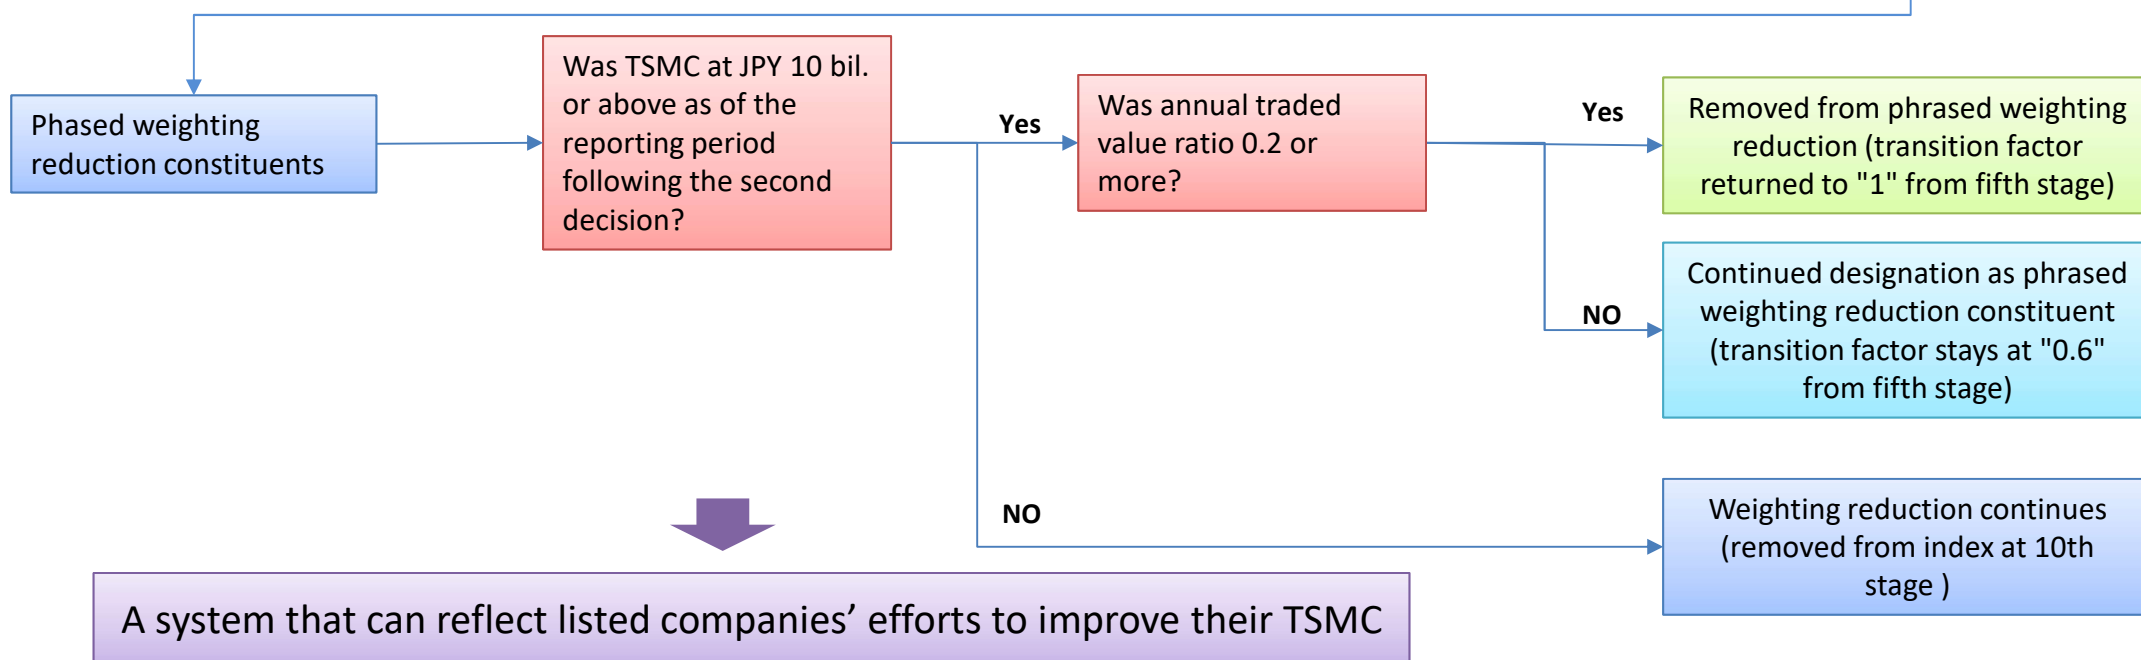 Phased weighting
reduction constituents
Was TSMC at JPY 10 bil.
or above as of the
reporting period
following the second
decision?
Yes
Was annual traded
value ratio 0.2 or
more?
Yes
Removed from phrased weighting
reduction (transition factor
returned to "1" from fifth stage)
NO
Continued designation as phrased
weighting reduction constituent
(transition factor stays at "0.6"
from fifth stage)
NO
Weighting reduction continues
(removed from index at 10th
stage )
A system that can reflect listed companies’ efforts to improve their TSMC